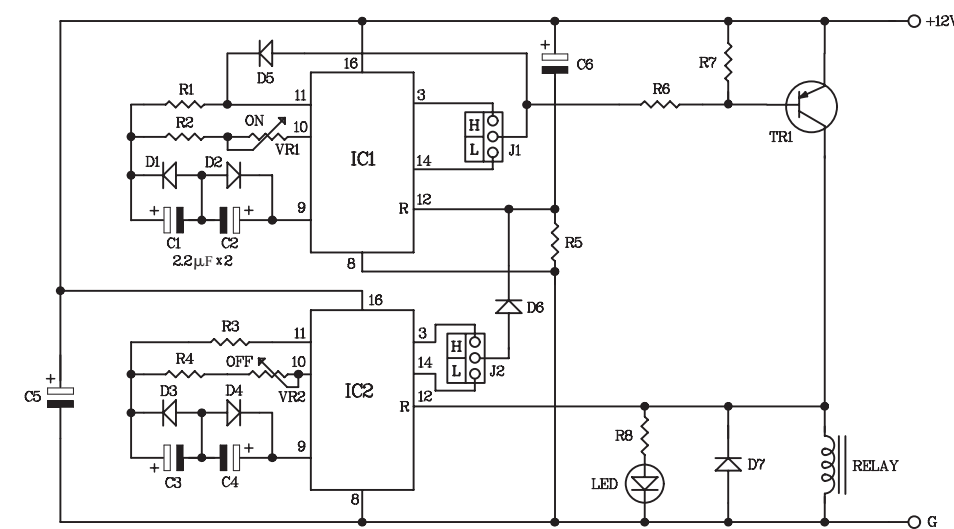 +12V
16
D5
C6
R7
R1
11
3
R6
R2
ON
10
VR1
IC1
H
L
J1
TR1
D1
D2
14
9
R
12
C1
C2
2.2µF x 2
8
R5
16
D6
R3
11
3
R4
OFF
10
VR2
IC2
H
L
J2
14
C5
D3
D4
R
12
9
C3
C4
8
R8
LED
D7
RELAY
G